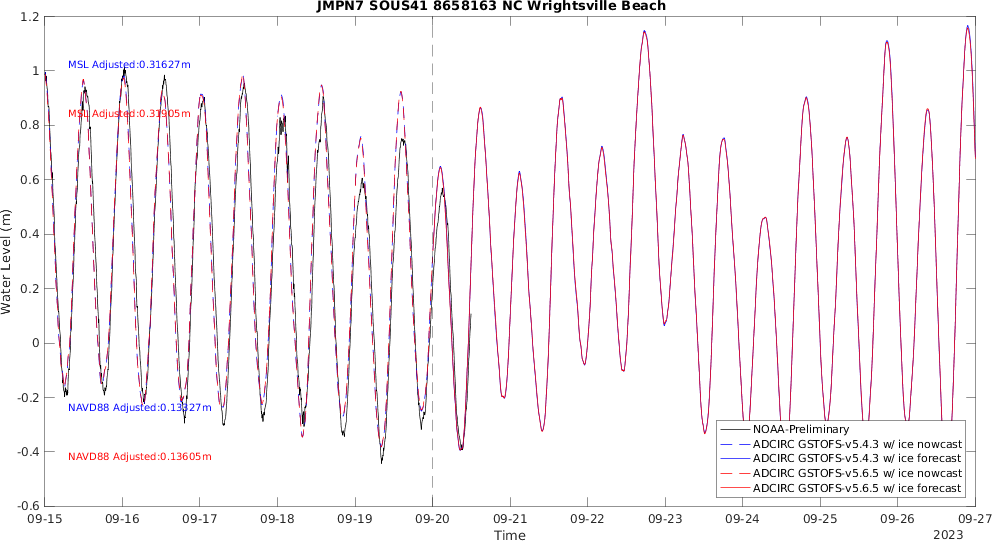 JMPN7 SOUS41 8658163 NC Wrightsville Beach
1.2
1
0.8
0.6
0.4
0.2
0
-0.2
-0.4
-0.6
Water Level (m)
MSL Adjusted:0.31627m
MSL Adjusted:0.31905m
NAVD88 Adjusted:0.13327m
NAVD88 Adjusted:0.13605m
NOAA-Preliminary
ADCIRC GSTOFS-v5.4.3 w/ ice nowcast
ADCIRC GSTOFS-v5.4.3 w/ ice forecast
ADCIRC GSTOFS-v5.6.5 w/ ice nowcast
ADCIRC GSTOFS-v5.6.5 w/ ice forecast
09-15 09-16 09-17 09-18 09-19 09-20 09-21 09-22 09-23 09-24 09-25 09-26 09-27
Time
2023